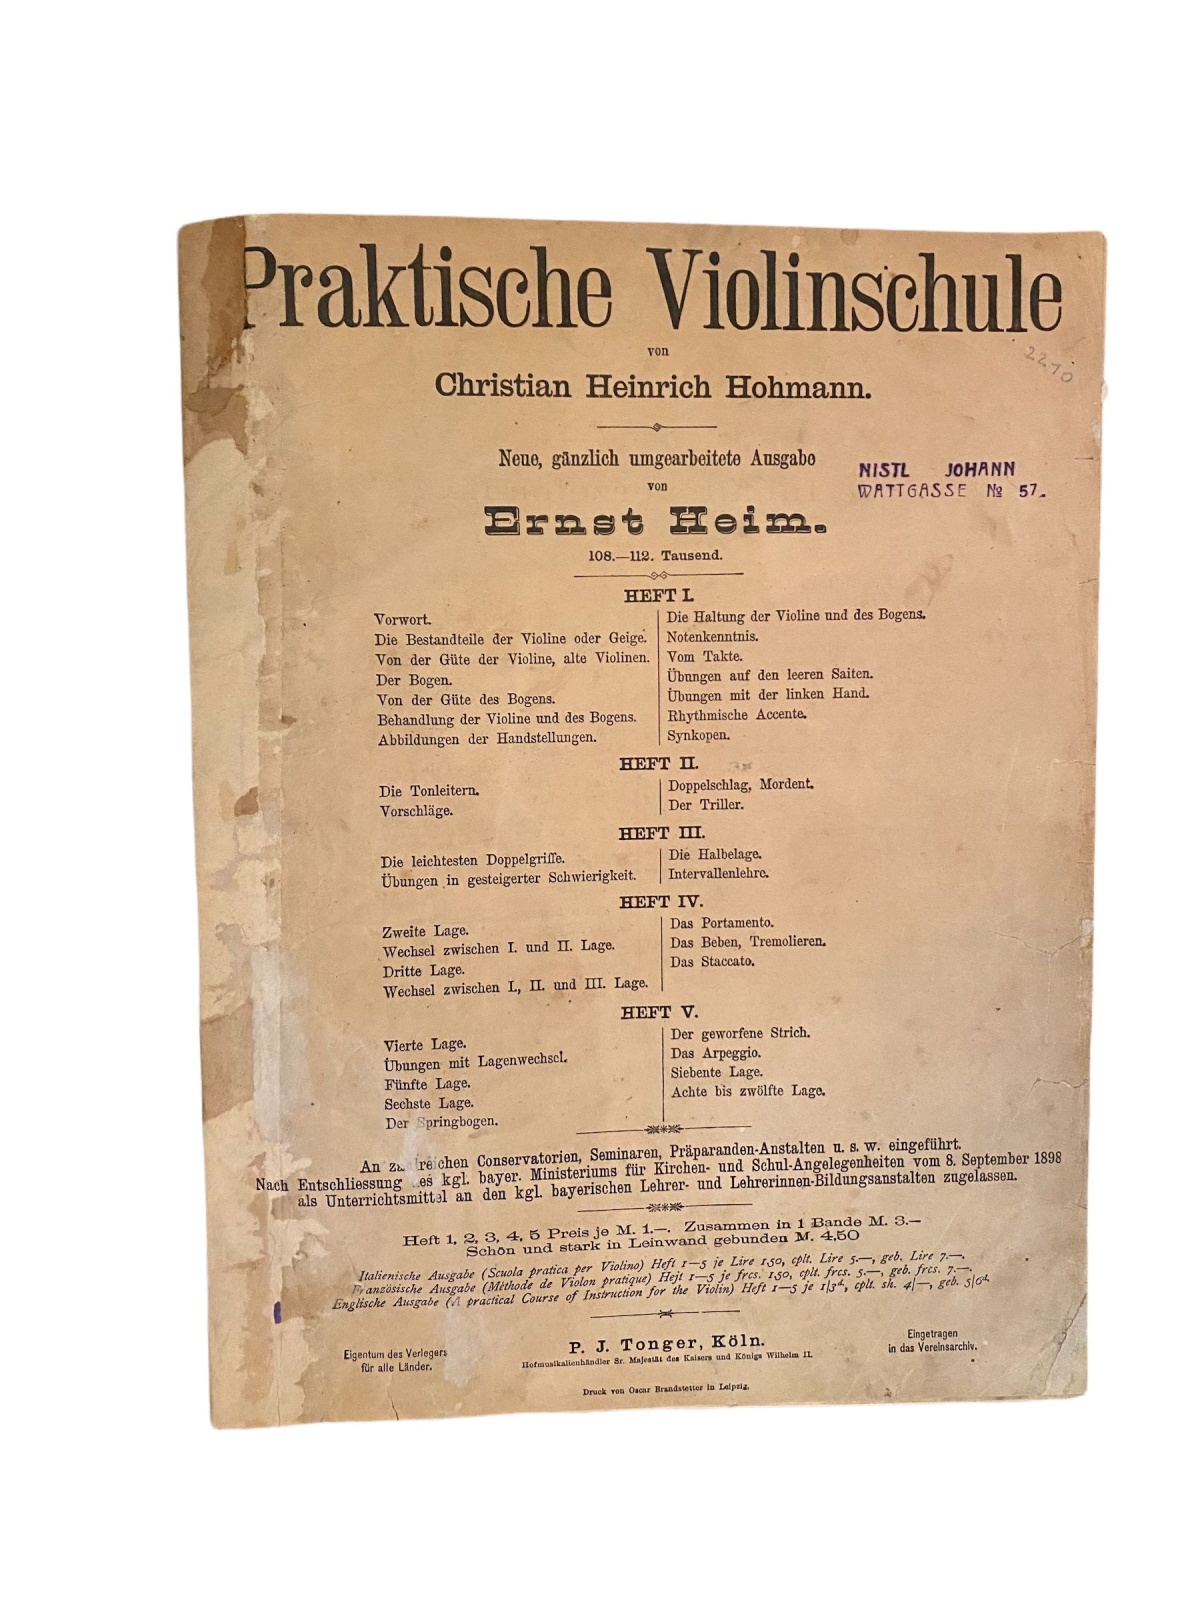 Praktische Violinschule
von
Christian Heinrich Hohmann.
2210
Neue, gänzlich umgearbeitete Ausgabe
von
NISTL JOHANN
WATTGASSE № 57.
Ernst Heim.
108.—112. Tausend.
HEFT I.
Vorwort.
Die Bestandteile der Violine oder Geige.
Von der Güte der Violine, alte Violinen.
Der Bogen.
Von der Güte des Bogens.
Behandlung der Violine und des Bogens.
Abbildungen der Handstellungen.
Die Haltung der Violine und des Bogens.
Notenkenntnis.
Vom Takte.
Übungen auf den leeren Saiten.
Übungen mit der linken Hand.
Rhythmische Accente.
Synkopen.
HEFT II.
Die Tonleitern.
Vorschläge.
Doppelschlag, Mordent.
Der Triller.
HEFT III.
Die leichtesten Doppelgriffe.
Übungen in gesteigerter Schwierigkeit.
Die Halbelage.
Intervallenlehre.
HEFT IV.
Zweite Lage.
Wechsel zwischen I. und II. Lage.
Dritte Lage.
Wechsel zwischen I., II. und III. Lage.
Das Portamento.
Das Beben, Tremolieren.
Das Staccato.
HEFT V.
Vierte Lage.
Übungen mit Lagenwechsel.
Fünfte Lage.
Sechste Lage.
Der Springbogen.
Der geworfene Strich.
Das Arpeggio.
Siebente Lage.
Achte bis zwölfte Lage.
An zahlreichen Conservatorien, Seminaren, Präparanden-Anstalten u. s. w. eingeführt.
Nach Entschliessung des kgl. bayer. Ministeriums für Kirchen- und Schul-Angelegenheiten vom 8. September 1898
als Unterrichtsmittel an den kgl. bayerischen Lehrer- und Lehrerinnen-Bildungsanstalten zugelassen.
Heft 1, 2, 3, 4, 5 Preis je M. 1.—. Zusammen in 1 Bande M. 3.—
Schön und stark in Leinwand gebunden M. 4,50
Italienische Ausgabe (Scuola pratica per Violino) Heft 1—5 je Lire 1.50, cplt. Lire 5.—, geb. Lire 7.—.
Französische Ausgabe (Méthode de Violon pratique) Heft 1—5 je frcs. 1.50, cplt. frcs. 5.—, geb. frcs. 7.—.
Englische Ausgabe (A practical Course of Instruction for the Violin) Heft 1—5 je 1/3d., cplt. sh. 4/—, geb. 5/9d.
Eigentum des Verlegers
für alle Länder.
P. J. Tonger, Köln.
Hofmusikalienhändler Sr. Majestät des Kaisers und Königs Wilhelm II.
Eingetragen
in das Vereinsarchiv.
Druck von Oscar Brandstetter in Leipzig.